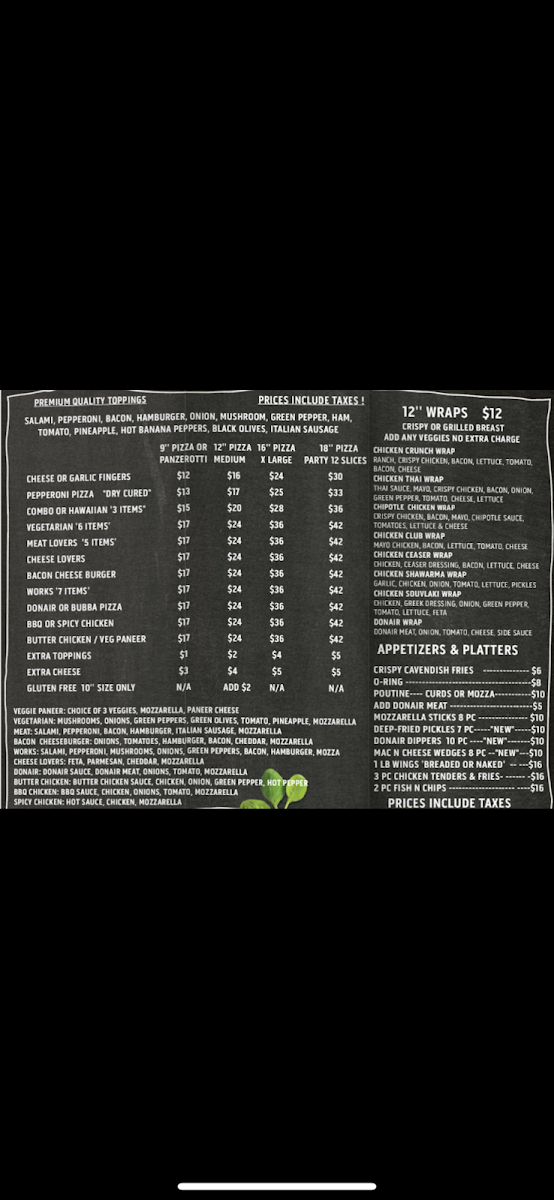 PREMIUM QUALITY TOPPINGS PRICES INCLUDE TAXES !
SALAMI, PEPPERONI, BACON, HAMBURGER, ONION, MUSHROOM, GREEN PEPPER, HAM,
TOMATO, PINEAPPLE, HOT BANANA PEPPERS, BLACK OLIVES, ITALIAN SAUSAGE
9" PIZZA OR 12" PIZZA 16" PIZZA 18" PIZZA
PANZEROTTI MEDIUM X LARGE PARTY 12 SLICES
CHEESE OR GARLIC FINGERS $12 $16 $24 $30
PEPPERONI PIZZA "DRY CURED" $13 $17 $25 $33
COMBO OR HAWAIIAN '3 ITEMS" $15 $20 $28 $36
VEGETARIAN '6 ITEMS' $17 $24 $36 $42
MEAT LOVERS '5 ITEMS' $17 $24 $36 $42
CHEESE LOVERS $17 $24 $36 $42
BACON CHEESE BURGER $17 $24 $36 $42
WORKS '7 ITEMS' $17 $24 $36 $42
DONAIR OR BUBBA PIZZA $17 $24 $36 $42
BBQ OR SPICY CHICKEN $17 $24 $36 $42
BUTTER CHICKEN / VEG PANEER $17 $24 $36 $42
EXTRA TOPPINGS $1 $2 $4 $5
EXTRA CHEESE $3 $4 $5 $5
GLUTEN FREE 10" SIZE ONLY N/A ADD $2 N/A N/A
VEGGIE PANEER: CHOICE OF 3 VEGGIES, MOZZARELLA, PANEER CHEESE
VEGETARIAN: MUSHROOMS, ONIONS, GREEN PEPPERS, GREEN OLIVES, TOMATO, PINEAPPLE, MOZZARELLA
MEAT: SALAMI, PEPPERONI, BACON, HAMBURGER, ITALIAN SAUSAGE, MOZZARELLA
BACON CHEESEBURGER: ONIONS, TOMATOES, HAMBURGER, BACON, CHEDDAR, MOZZARELLA
WORKS: SALAMI, PEPPERONI, MUSHROOMS, ONIONS, GREEN PEPPERS, BACON, HAMBURGER, MOZZA
CHEESE LOVERS: FETA, PARMESAN, CHEDDAR, MOZZARELLA
DONAIR: DONAIR SAUCE, DONAIR MEAT, ONIONS, TOMATO, MOZZARELLA
BUTTER CHICKEN: BUTTER CHICKEN SAUCE, CHICKEN, ONION, GREEN PEPPER, HOT PEPPER
BBQ CHICKEN: BBQ SAUCE, CHICKEN, ONIONS, TOMATO, MOZZARELLA
SPICY CHICKEN: HOT SAUCE, CHICKEN, MOZZARELLA
12" WRAPS $12
CRISPY OR GRILLED BREAST
ADD ANY VEGGIES NO EXTRA CHARGE
CHICKEN CRUNCH WRAP
RANCH, CRISPY CHICKEN, BACON, LETTUCE, TOMATO,
BACON, CHEESE
CHICKEN THAI WRAP
THAI SAUCE, MAYO, CRISPY CHICKEN, BACON, ONION,
GREEN PEPPER, TOMATO, CHEESE, LETTUCE
CHIPOTLE CHICKEN WRAP
CRISPY CHICKEN, BACON, MAYO, CHIPOTLE SAUCE,
TOMATOES, LETTUCE & CHEESE
CHICKEN CLUB WRAP
MAYO CHICKEN, BACON, LETTUCE, TOMATO, CHEESE
CHICKEN CEASER WRAP
CHICKEN, CEASER DRESSING, BACON, LETTUCE, CHEESE
CHICKEN SHAWARMA WRAP
GARLIC, CHICKEN, ONION, TOMATO, LETTUCE, PICKLES
CHICKEN SOUVLAKI WRAP
CHICKEN, GREEK DRESSING, ONION, GREEN PEPPER,
TOMATO, LETTUCE, FETA
DONAIR WRAP
DONAIR MEAT, ONION, TOMATO, CHEESE, SIDE SAUCE
APPETIZERS & PLATTERS
CRISPY CAVENDISH FRIES -------------- $6
O-RING --------------------------------$8
POUTINE---- CURDS OR MOZZA----------$10
ADD DONAIR MEAT ---------------------$5
MOZZARELLA STICKS 8 PC --------------- $10
DEEP-FRIED PICKLES 7 PC-----"NEW"-----$10
DONAIR DIPPERS 10 PC ----"NEW"-------$10
MAC N CHEESE WEDGES 8 PC --"NEW"---$10
1 LB WINGS 'BREADED OR NAKED' -- ---$16
3 PC CHICKEN TENDERS & FRIES- ------ -$16
2 PC FISH N CHIPS -------------------- ----$16
PRICES INCLUDE TAXES